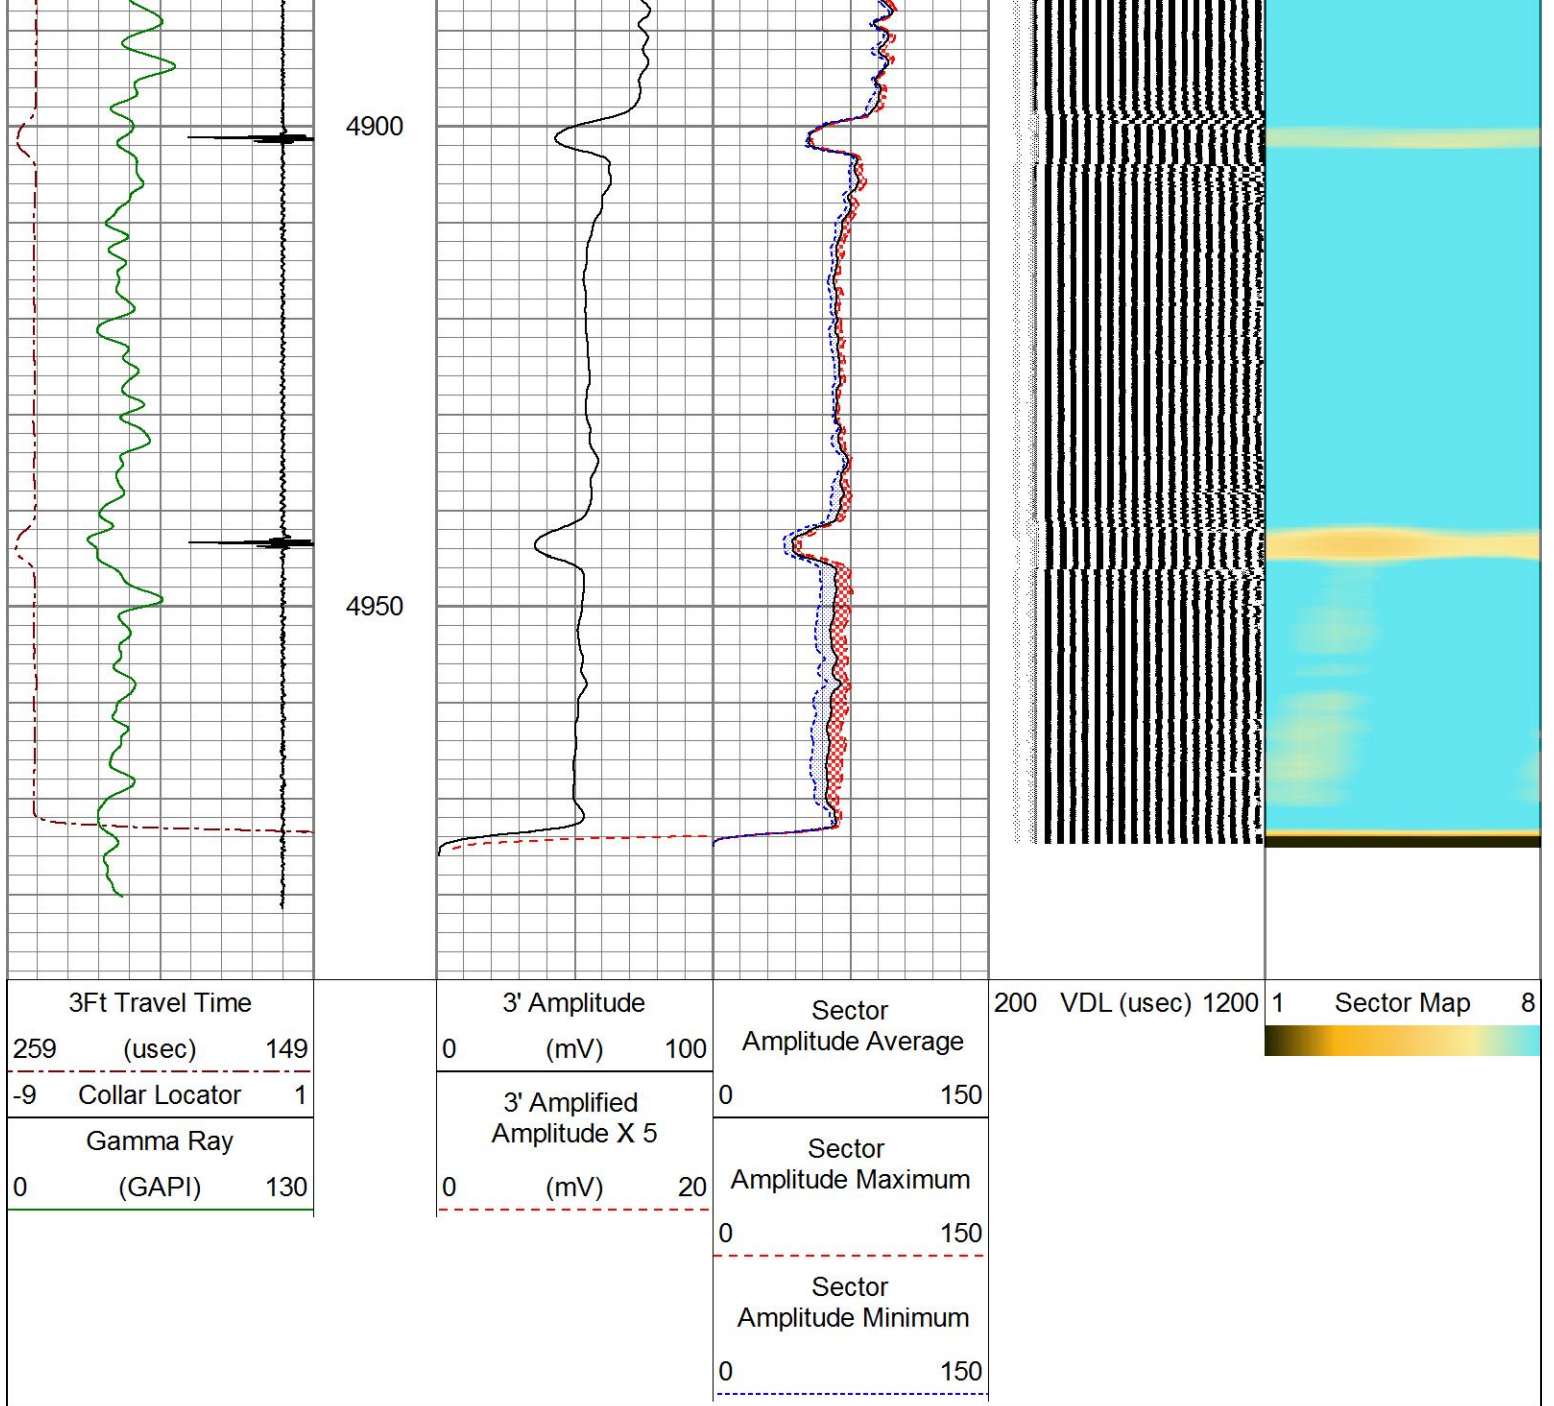 4900
4950
3Ft Travel Time
259 (usec) 149
-9 Collar Locator 1
Gamma Ray
0 (GAPI) 130
3' Amplitude
0 (mV) 100
3' Amplified
Amplitude X 5
0 (mV) 20
Sector
Amplitude Average
0 150
Sector
Amplitude Maximum
0 150
Sector
Amplitude Minimum
0 150
200 VDL (usec) 1200
1 Sector Map 8